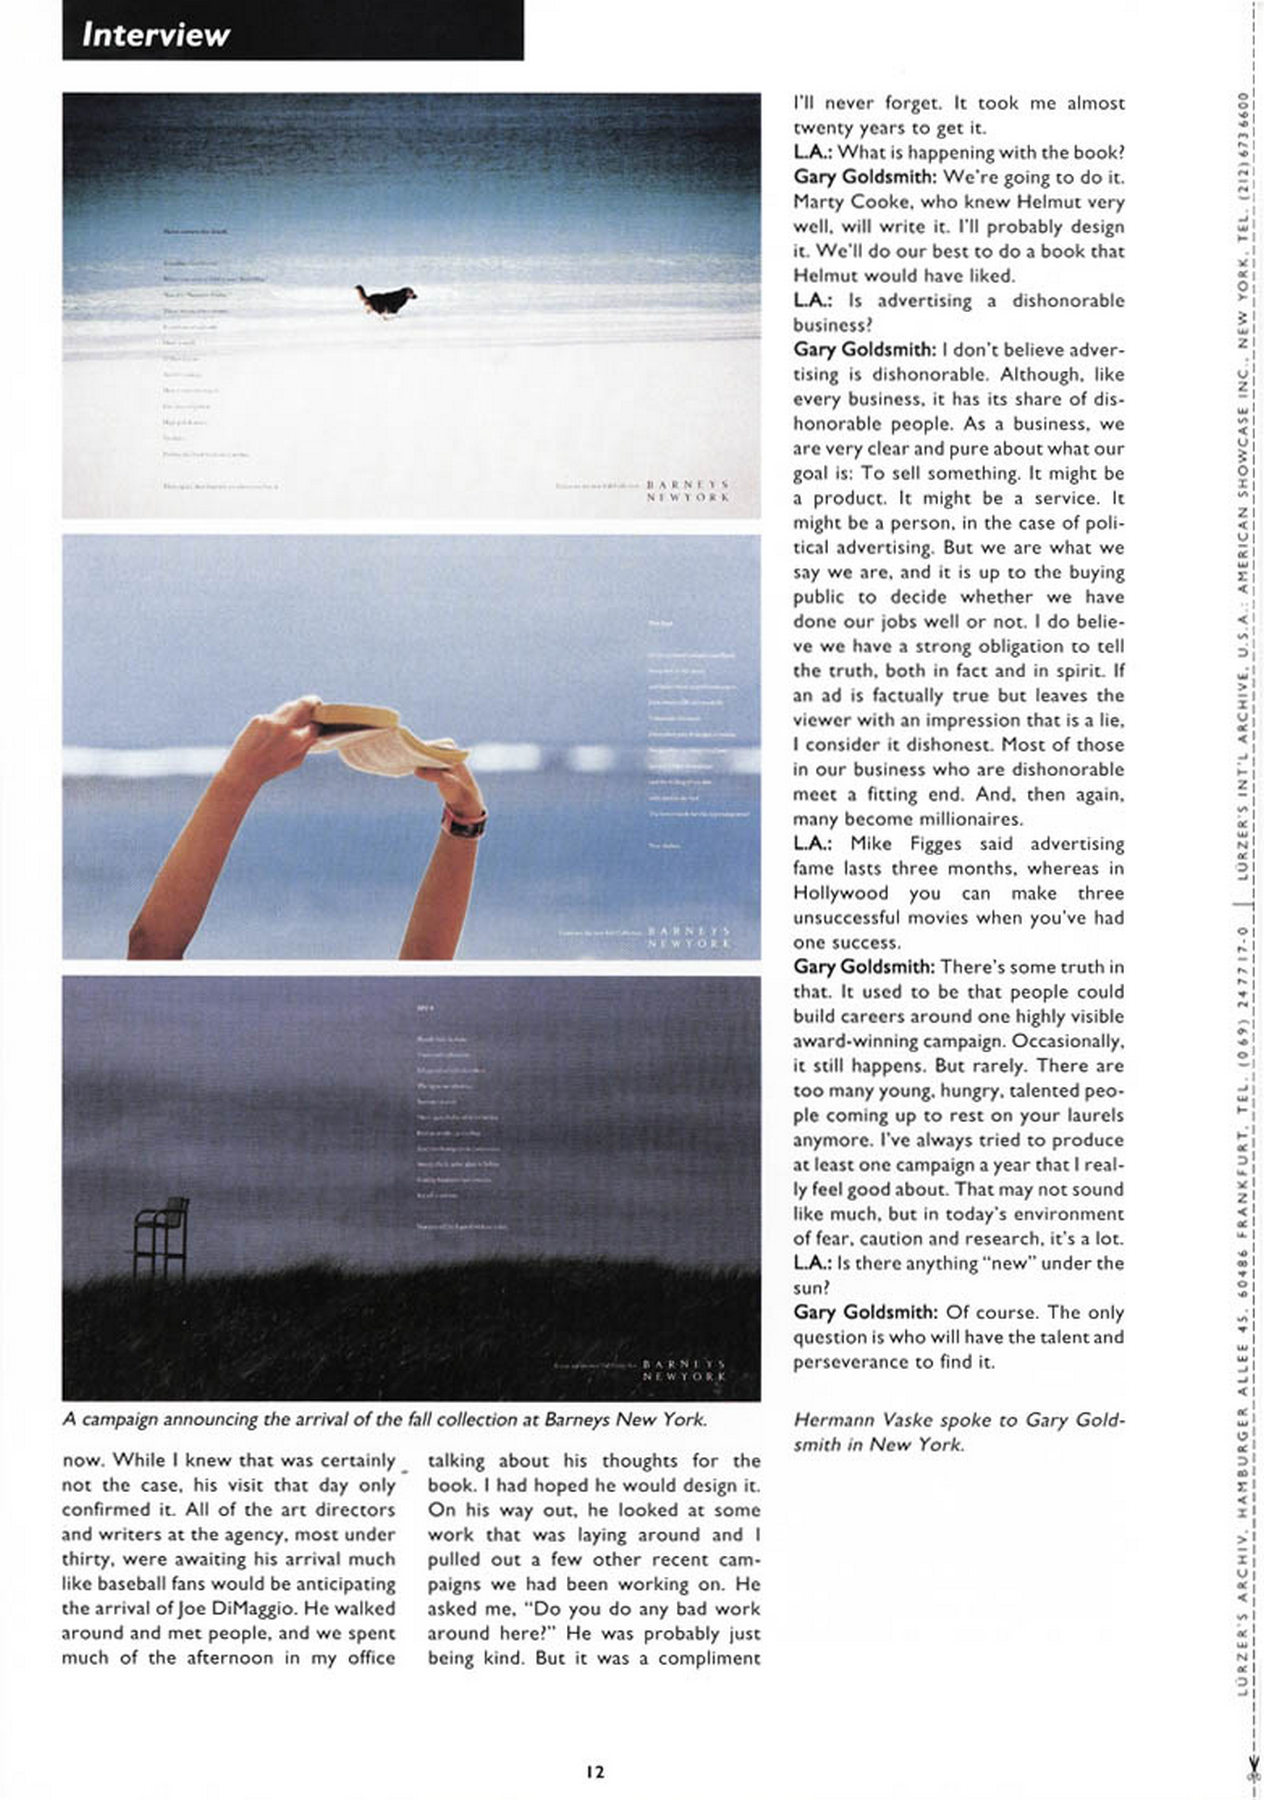 Interview
BARNEYS
NEWYORK
BARNEYS
NEWYORK
BARNEYS
NEWYORK
A campaign announcing the arrival of the fall collection at Barneys New York.
now. While I knew that was certainly
not the case, his visit that day only
confirmed it. All of the art directors
and writers at the agency, most under
thirty, were awaiting his arrival much
like baseball fans would be anticipating
the arrival of Joe DiMaggio. He walked
around and met people, and we spent
much of the afternoon in my office
talking about his thoughts for the
book. I had hoped he would design it.
On his way out, he looked at some
work that was laying around and I
pulled out a few other recent cam-
paigns we had been working on. He
asked me, "Do you do any bad work
around here?" He was probably just
being kind. But it was a compliment
I'll never forget. It took me almost
twenty years to get it.
L.A.: What is happening with the book?
Gary Goldsmith: We're going to do it.
Marty Cooke, who knew Helmut very
well, will write it. I'll probably design
it. We'll do our best to do a book that
Helmut would have liked.
L.A.: Is advertising a dishonorable
business?
Gary Goldsmith: I don't believe adver-
tising is dishonorable. Although, like
every business, it has its share of dis-
honorable people. As a business, we
are very clear and pure about what our
goal is: To sell something. It might be
a product. It might be a service. It
might be a person, in the case of poli-
tical advertising. But we are what we
say we are, and it is up to the buying
public to decide whether we have
done our jobs well or not. I do belie-
ve we have a strong obligation to tell
the truth, both in fact and in spirit. If
an ad is factually true but leaves the
viewer with an impression that is a lie,
I consider it dishonest. Most of those
in our business who are dishonorable
meet a fitting end. And, then again,
many become millionaires.
L.A.: Mike Figges said advertising
fame lasts three months, whereas in
Hollywood you can make three
unsuccessful movies when you've had
one success.
Gary Goldsmith: There's some truth in
that. It used to be that people could
build careers around one highly visible
award-winning campaign. Occasionally,
it still happens. But rarely. There are
too many young, hungry, talented peo-
ple coming up to rest on your laurels
anymore. I've always tried to produce
at least one campaign a year that I real-
ly feel good about. That may not sound
like much, but in today's environment
of fear, caution and research, it's a lot.
L.A.: Is there anything "new" under the
sun?
Gary Goldsmith: Of course. The only
question is who will have the talent and
perseverance to find it.
Hermann Vaske spoke to Gary Gold-
smith in New York.
LÜRZER'S ARCHIV, HAMBURGER ALLEE 45, 60486 FRANKFURT, TEL. (069) 247717-0 | LÜRZER'S INT'L ARCHIVE, U.S.A.: AMERICAN SHOWCASE INC., NEW YORK, TEL. (212) 673 6600
12